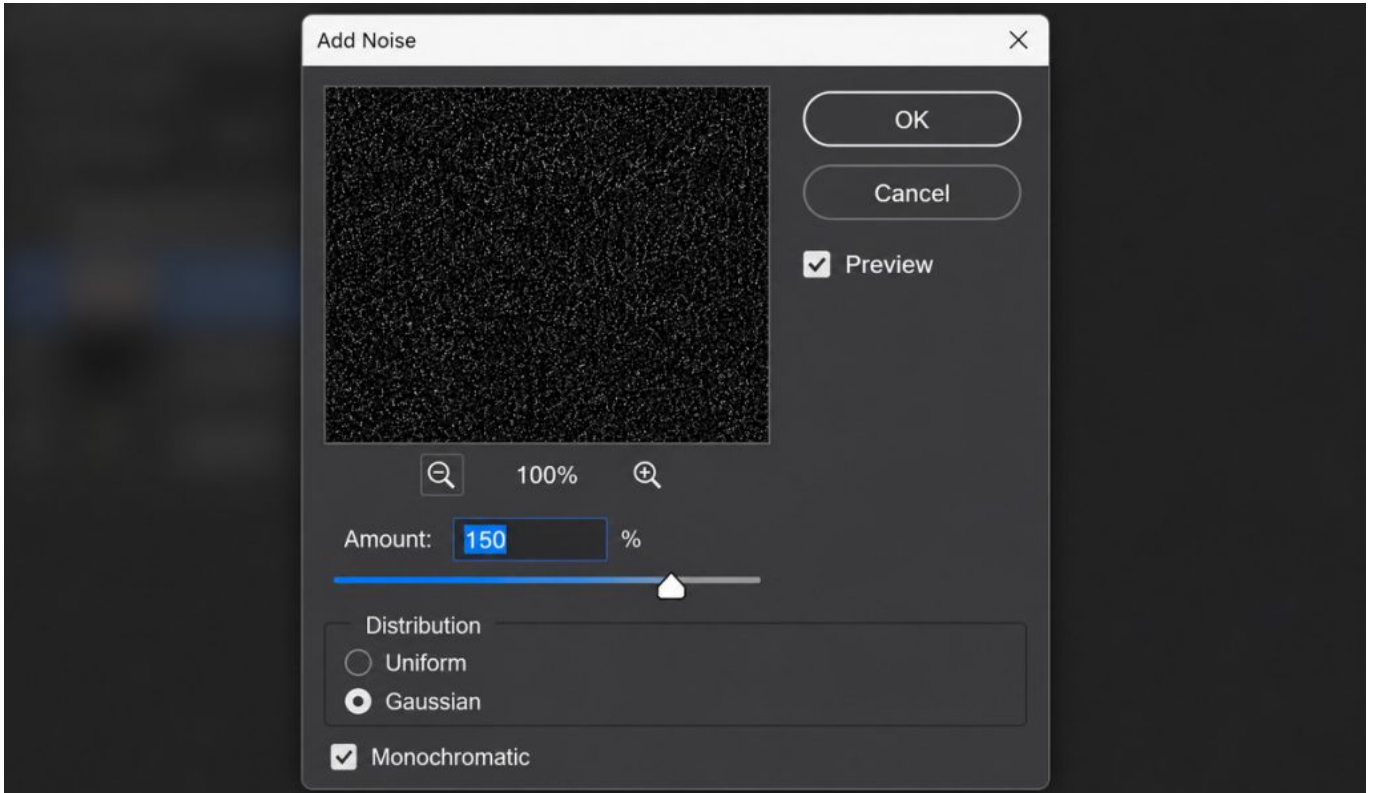 Add Noise
OK
Cancel
Preview
100%
Amount: 150 %
Distribution
Uniform
Gaussian
Monochromatic